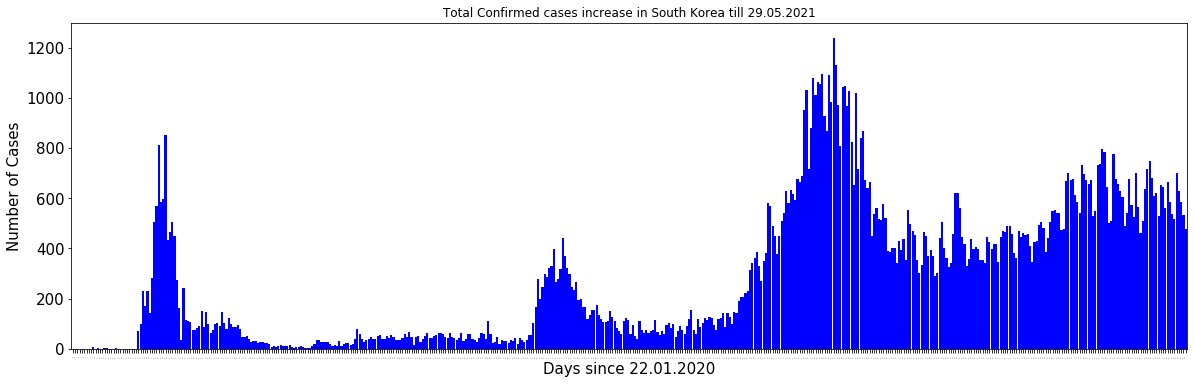 Total Confirmed cases increase in South Korea till 29.05.2021
1200
1000
800
600
400
200
0
Number of Cases
Days since 22.01.2020